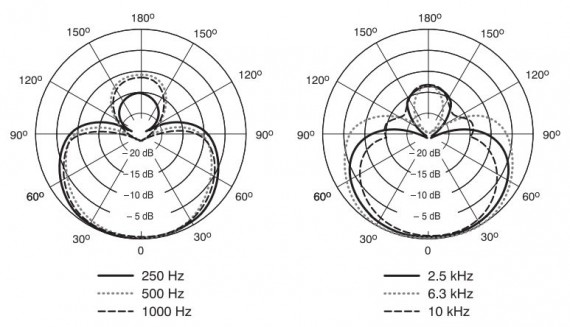 180º 180º
150º 150º 150º 150º
120º 120º 120º 120º
90º 90º 90º 90º
– 20 dB – 20 dB
60º 60º 60º 60º
– 15 dB – 15 dB
– 10 dB – 10 dB
– 5 dB – 5 dB
30º 30º 30º 30º
0 0
250 Hz 2.5 kHz
500 Hz 6.3 kHz
1000 Hz 10 kHz